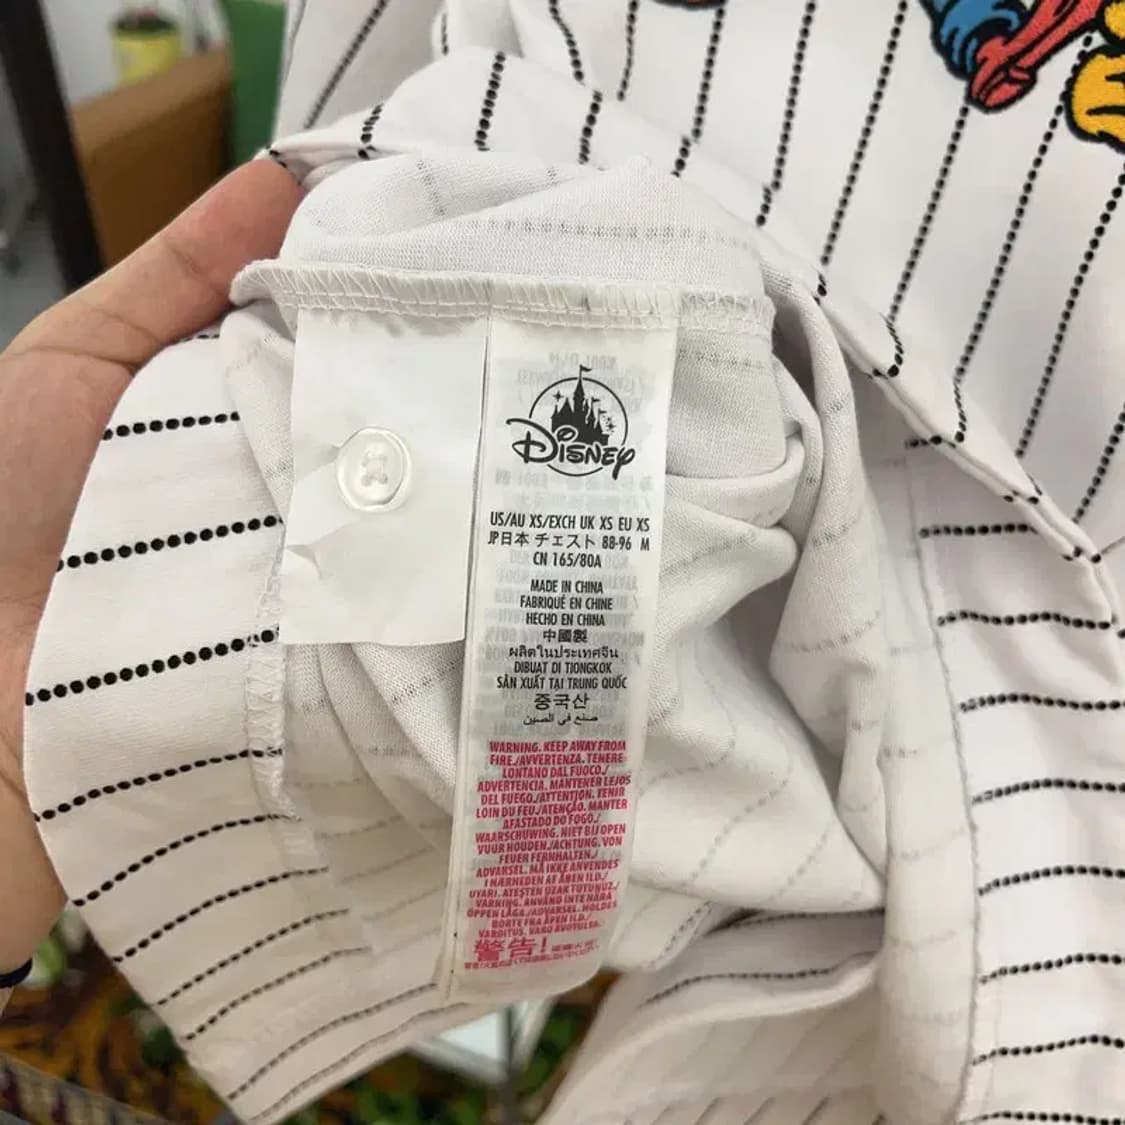 Disney
US/AU XS/EXCH UK XS EU XS
JP日本 チェスト 88-96 M
CN 165/80A
MADE IN CHINA
FABRIQUÉ EN CHINE
HECHO EN CHINA
中國製
ผลิตในประเทศจีน
DIBUAT DI TIONGKOK
SẢN XUẤT TẠI TRUNG QUỐC
중국산
صنع في الصين
WARNING. KEEP AWAY FROM
FIRE./AVVERTENZA. TENERE
LONTANO DAL FUOCO./
ADVERTENCIA. MANTENER LEJOS
DEL FUEGO./ATTENTION. TENIR
LOIN DU FEU./ATENÇÃO. MANTER
AFASTADO DO FOGO./
WAARSCHUWING. NIET BIJ OPEN
VUUR HOUDEN./ACHTUNG. VON
FEUER FERNHALTEN./
ADVARSEL. MÅ IKKE ANVENDES
I NÆRHEDEN AF ÅBEN ILD./
UYARI. ATEŞTEN UZAK TUTUNUZ./
VARNING. ANVÄND INTE NÄRA
ÖPPEN LÅGA./ADVARSEL. HOLDES
BORTE FRA ÅPEN ILD./
VAROITUS. VARO AVOTULTA.
警告!